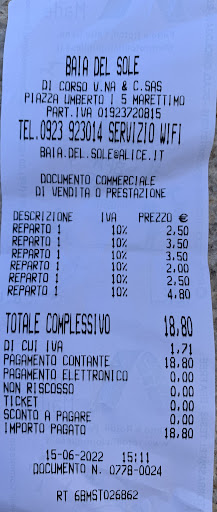 BAIA DEL SOLE
DI CORSO V.NA & C.SAS
PIAZZA UMBERTO I 5 MARETTIMO
PART.IVA 01923720815
TEL.0923 923014 SERVIZIO WIFI
BAIA.DEL.SOLE@ALICE.IT
DOCUMENTO COMMERCIALE
DI VENDITA O PRESTAZIONE
DESCRIZIONE IVA PREZZO €
REPARTO 1 10% 2,50
REPARTO 1 10% 3,50
REPARTO 1 10% 3,50
REPARTO 1 10% 2,00
REPARTO 1 10% 2,50
REPARTO 1 10% 4,80
TOTALE COMPLESSIVO 18,80
DI CUI IVA 1,71
PAGAMENTO CONTANTE 18,80
PAGAMENTO ELETTRONICO 0,00
NON RISCOSSO 0,00
TICKET 0,00
SCONTO A PAGARE 0,00
IMPORTO PAGATO 18,80
15-06-2022 15:11
DOCUMENTO N. 0778-0024
RT 6BMST026862